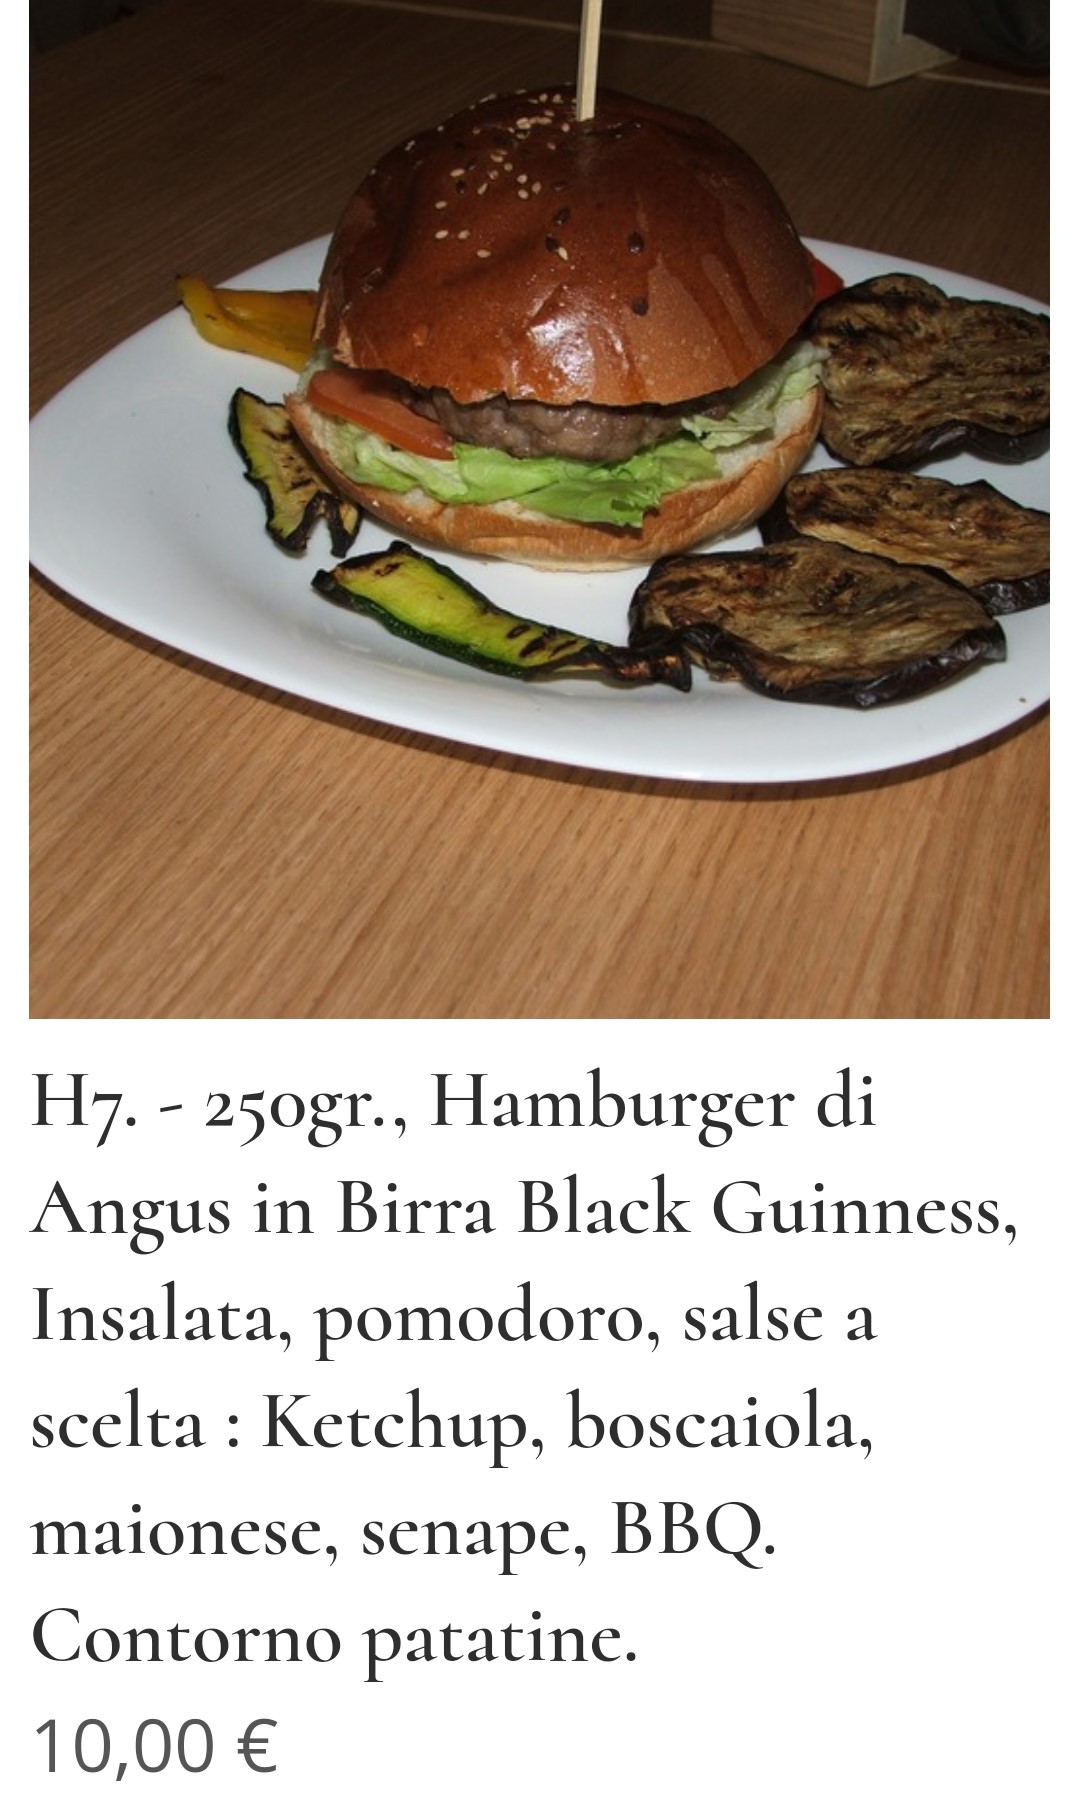 H7. - 250gr., Hamburger di
Angus in Birra Black Guinness,
Insalata, pomodoro, salse a
scelta : Ketchup, boscaiola,
maionese, senape, BBQ.
Contorno patatine.
10,00 €